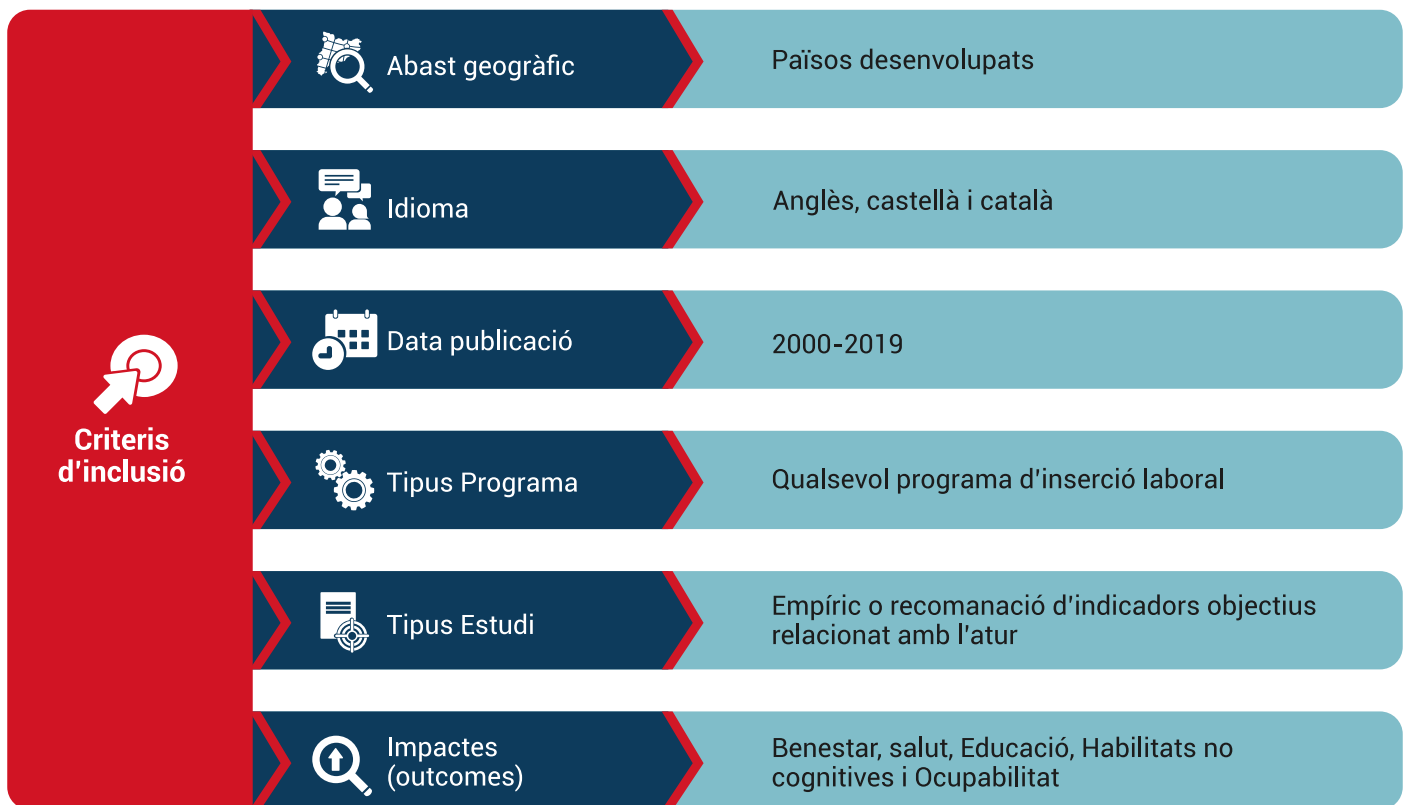 Criteris
d'inclusió
Abast geogràfic
Països desenvolupats
Idioma
Anglès, castellà i català
Data publicació
2000-2019
Tipus Programa
Qualsevol programa d'inserció laboral
Tipus Estudi
Empíric o recomanació d'indicadors objectius
relacionat amb l'atur
Impactes
(outcomes)
Benestar, salut, Educació, Habilitats no
cognitives i Ocupabilitat